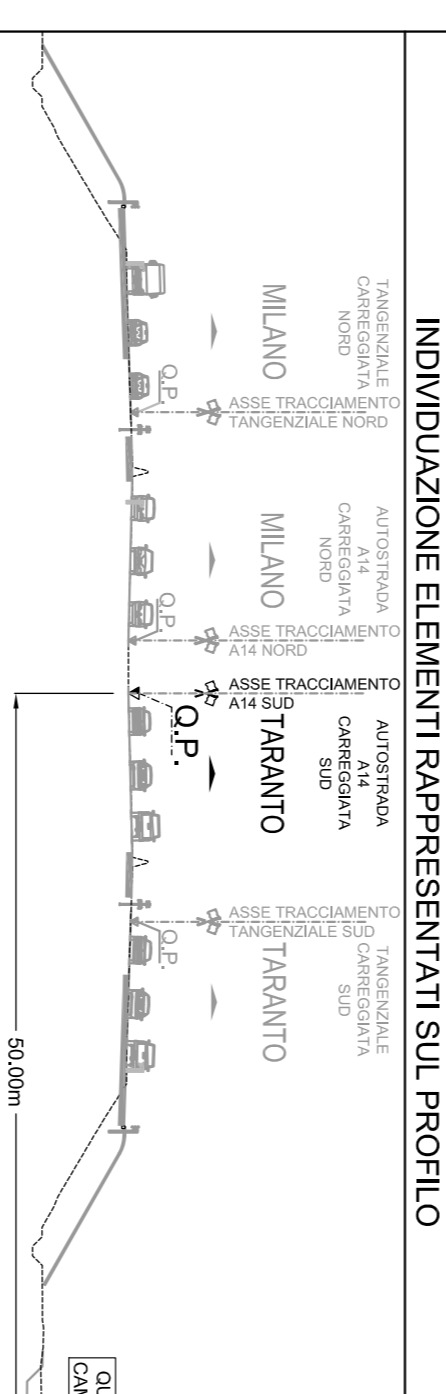 INDIVIDUAZIONE ELEMENTI RAPPRESENTATI SUL PROFILO
TANGENZIALE
CARREGGIATA
NORD
MILANO
ASSE TRACCIAMENTO
TANGENZIALE NORD
Q.P.
AUTOSTRADA
A14
CARREGGIATA
NORD
MILANO
ASSE TRACCIAMENTO
A14 NORD
Q.P.
ASSE TRACCIAMENTO
A14 SUD
Q.P.
AUTOSTRADA
A14
CARREGGIATA
SUD
TARANTO
ASSE TRACCIAMENTO
TANGENZIALE SUD
Q.P.
TANGENZIALE
CARREGGIATA
SUD
TARANTO
50.00m